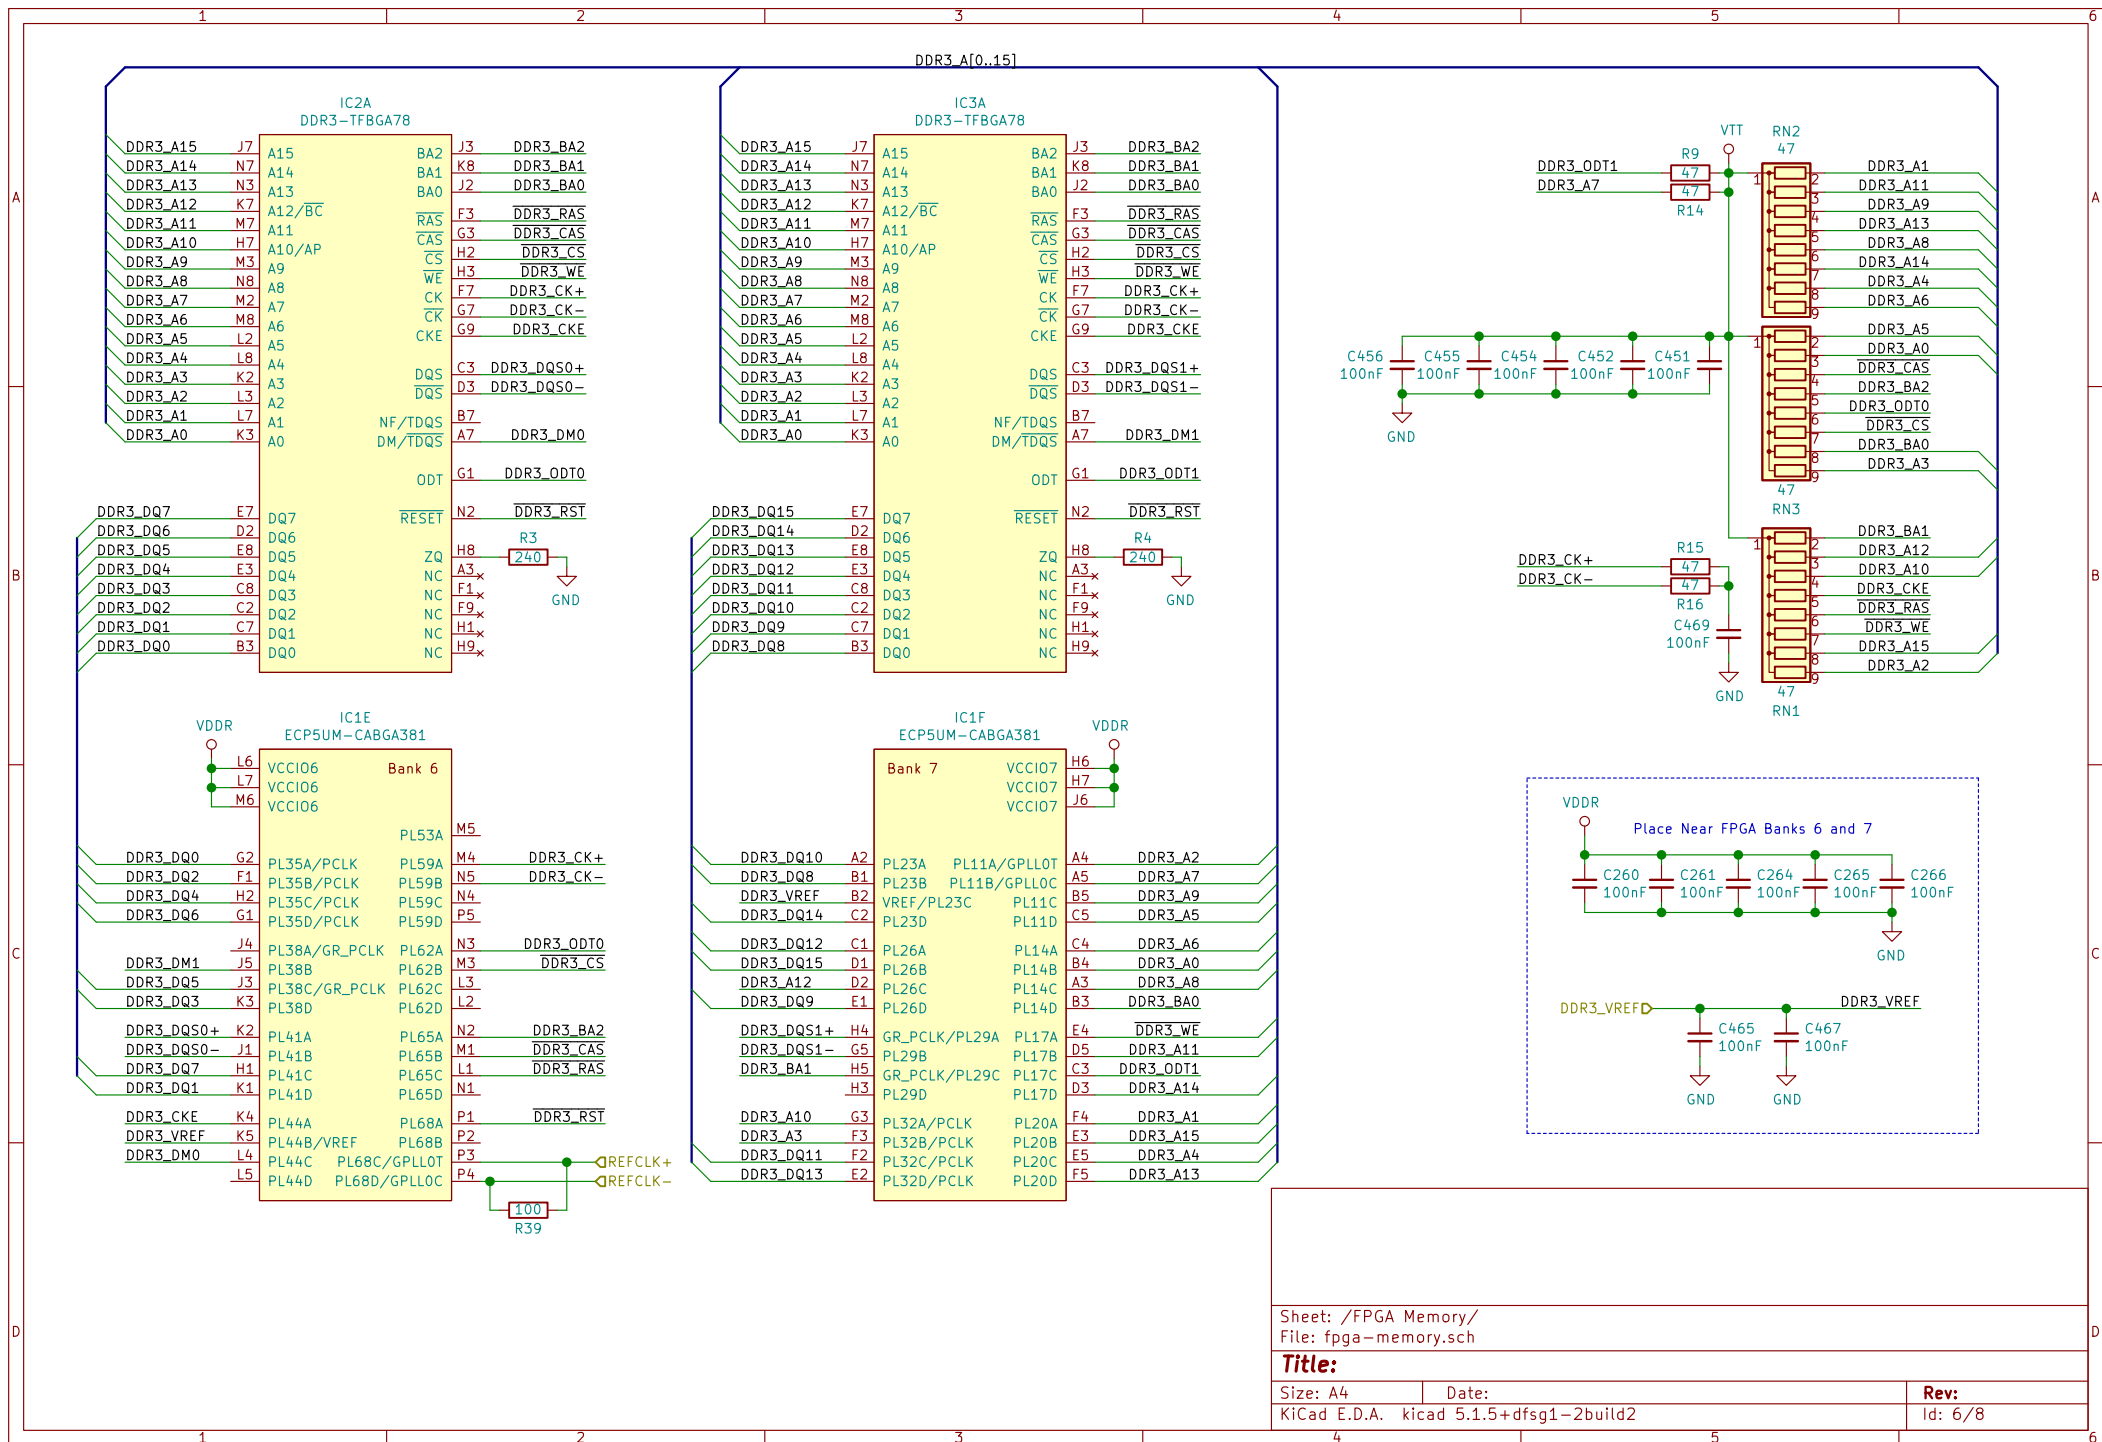 1 2 3 4 5 6
DDR3_A[0..15]
IC2A
DDR3-TFBGA78
DDR3_A15 J7 A15 BA2 J3 DDR3_BA2
DDR3_A14 N7 A14 BA1 K8 DDR3_BA1
DDR3_A13 N3 A13 BA0 J2 DDR3_BA0
DDR3_A12 K7 A12/BC
RAS F3 DDR3_RAS
DDR3_A11 M7 A11
CAS G3 DDR3_CAS
DDR3_A10 H7 A10/AP
CS H2 DDR3_CS
DDR3_A9 M3 A9
WE H3 DDR3_WE
DDR3_A8 N8 A8
CK F7 DDR3_CK+
DDR3_A7 M2 A7
CK G7 DDR3_CK-
DDR3_A6 M8 A6
CKE G9 DDR3_CKE
DDR3_A5 L2 A5
DDR3_A4 L8 A4
DQS C3 DDR3_DQS0+
DDR3_A3 K2 A3
DQS D3 DDR3_DQS0-
DDR3_A2 L3 A2
DDR3_A1 L7 A1 NF/TDQS B7
DDR3_A0 K3 A0 DM/TDQS A7 DDR3_DM0
ODT G1 DDR3_ODT0
DDR3_DQ7 E7 DQ7 RESET N2 DDR3_RST
DDR3_DQ6 D2 DQ6
R3
DDR3_DQ5 E8 DQ5 ZQ H8 240
DDR3_DQ4 E3 DQ4 NC A3
DDR3_DQ3 C8 DQ3 NC F1 GND
DDR3_DQ2 C2 DQ2 NC F9
DDR3_DQ1 C7 DQ1 NC H1
DDR3_DQ0 B3 DQ0 NC H9
IC3A
DDR3-TFBGA78
DDR3_A15 J7 A15 BA2 J3 DDR3_BA2
DDR3_A14 N7 A14 BA1 K8 DDR3_BA1
DDR3_A13 N3 A13 BA0 J2 DDR3_BA0
DDR3_A12 K7 A12/BC
RAS F3 DDR3_RAS
DDR3_A11 M7 A11
CAS G3 DDR3_CAS
DDR3_A10 H7 A10/AP
CS H2 DDR3_CS
DDR3_A9 M3 A9
WE H3 DDR3_WE
DDR3_A8 N8 A8
CK F7 DDR3_CK+
DDR3_A7 M2 A7
CK G7 DDR3_CK-
DDR3_A6 M8 A6
CKE G9 DDR3_CKE
DDR3_A5 L2 A5
DDR3_A4 L8 A4
DQS C3 DDR3_DQS1+
DDR3_A3 K2 A3
DQS D3 DDR3_DQS1-
DDR3_A2 L3 A2
DDR3_A1 L7 A1 NF/TDQS B7
DDR3_A0 K3 A0 DM/TDQS A7 DDR3_DM1
ODT G1 DDR3_ODT1
DDR3_DQ15 E7 DQ7 RESET N2 DDR3_RST
DDR3_DQ14 D2 DQ6
R4
DDR3_DQ13 E8 DQ5 ZQ H8 240
DDR3_DQ12 E3 DQ4 NC A3
DDR3_DQ11 C8 DQ3 NC F1 GND
DDR3_DQ10 C2 DQ2 NC F9
DDR3_DQ9 C7 DQ1 NC H1
DDR3_DQ8 B3 DQ0 NC H9
VTT
RN2
47
R9
DDR3_ODT1 47
DDR3_A7 47
R14
1
2 DDR3_A1
3 DDR3_A11
4 DDR3_A9
5 DDR3_A13
6 DDR3_A8
7 DDR3_A14
8 DDR3_A4
9 DDR3_A6
C456 C455 C454 C452 C451
100nF 100nF 100nF 100nF 100nF
GND
1
2 DDR3_A5
3 DDR3_A0
4 DDR3_CAS
5 DDR3_BA2
6 DDR3_ODT0
7 DDR3_CS
8 DDR3_BA0
9 DDR3_A3
47
RN3
R15
DDR3_CK+ 47
DDR3_CK- 47
R16
C469
100nF
GND
1
2 DDR3_BA1
3 DDR3_A12
4 DDR3_A10
5 DDR3_CKE
6 DDR3_RAS
7 DDR3_WE
8 DDR3_A15
9 DDR3_A2
47
RN1
VDDR
IC1E
ECP5UM-CABGA381
L6 VCCIO6 Bank 6
L7 VCCIO6
M6 VCCIO6
PL53A M5
DDR3_DQ0 G2 PL35A/PCLK PL59A M4 DDR3_CK+
DDR3_DQ2 F1 PL35B/PCLK PL59B N5 DDR3_CK-
DDR3_DQ4 H2 PL35C/PCLK PL59C N4
DDR3_DQ6 G1 PL35D/PCLK PL59D P5
J4 PL38A/GR_PCLK PL62A N3 DDR3_ODT0
DDR3_DM1 J5 PL38B PL62B M3 DDR3_CS
DDR3_DQ5 J3 PL38C/GR_PCLK PL62C L3
DDR3_DQ3 K3 PL38D PL62D L2
DDR3_DQS0+ K2 PL41A PL65A N2 DDR3_BA2
DDR3_DQS0- J1 PL41B PL65B M1 DDR3_CAS
DDR3_DQ7 H1 PL41C PL65C L1 DDR3_RAS
DDR3_DQ1 K1 PL41D PL65D N1
DDR3_CKE K4 PL44A PL68A P1 DDR3_RST
DDR3_VREF K5 PL44B/VREF PL68B P2
DDR3_DM0 L4 PL44C PL68C/GPLL0T P3 REFCLK+
L5 PL44D PL68D/GPLL0C P4 REFCLK-
100
R39
IC1F
ECP5UM-CABGA381
VDDR
Bank 7 VCCIO7 H6
VCCIO7 H7
VCCIO7 J6
DDR3_DQ10 A2 PL23A PL11A/GPLL0T A4 DDR3_A2
DDR3_DQ8 B1 PL23B PL11B/GPLL0C A5 DDR3_A7
DDR3_VREF B2 VREF/PL23C PL11C B5 DDR3_A9
DDR3_DQ14 C2 PL23D PL11D C5 DDR3_A5
DDR3_DQ12 C1 PL26A PL14A C4 DDR3_A6
DDR3_DQ15 D1 PL26B PL14B B4 DDR3_A0
DDR3_A12 D2 PL26C PL14C A3 DDR3_A8
DDR3_DQ9 E1 PL26D PL14D B3 DDR3_BA0
DDR3_DQS1+ H4 GR_PCLK/PL29A PL17A E4 DDR3_WE
DDR3_DQS1- G5 PL29B PL17B D5 DDR3_A11
DDR3_BA1 H5 GR_PCLK/PL29C PL17C C3 DDR3_ODT1
H3 PL29D PL17D D3 DDR3_A14
DDR3_A10 G3 PL32A/PCLK PL20A F4 DDR3_A1
DDR3_A3 F3 PL32B/PCLK PL20B E3 DDR3_A15
DDR3_DQ11 F2 PL32C/PCLK PL20C E5 DDR3_A4
DDR3_DQ13 E2 PL32D/PCLK PL20D F5 DDR3_A13
VDDR
Place Near FPGA Banks 6 and 7
C260 C261 C264 C265 C266
100nF 100nF 100nF 100nF 100nF
GND
DDR3_VREF DDR3_VREF
C465 C467
100nF 100nF
GND GND
A A
B B
C C
D D
Sheet: /FPGA Memory/
File: fpga-memory.sch
Title:
Size: A4 Date: Rev:
KiCad E.D.A. kicad 5.1.5+dfsg1-2build2 Id: 6/8
1 2 3 4 5 6